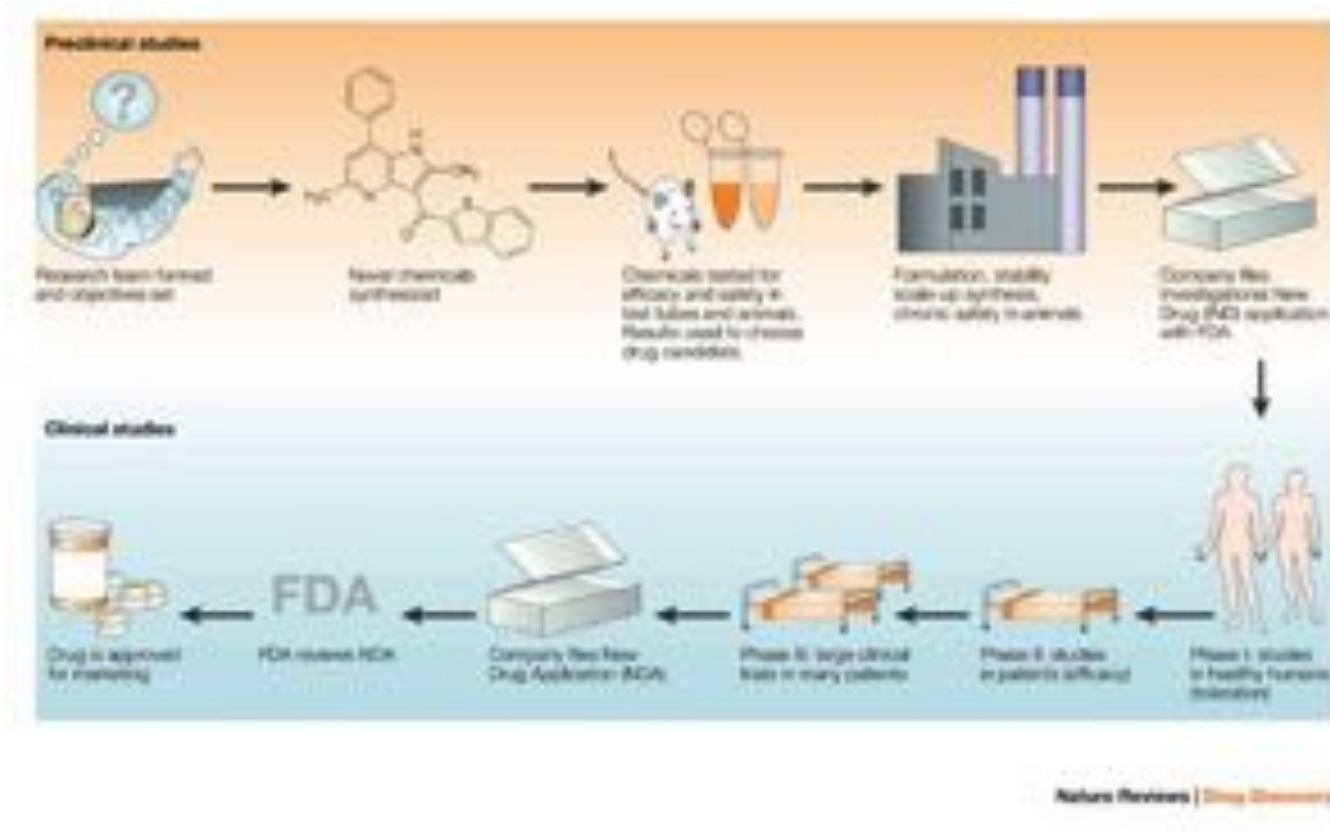 Preclinical studies
?
Research team formed
and objectives set
Novel chemicals
synthesized
Chemicals tested for
efficacy and safety in
test tubes and animals.
Results used to choose
drug candidate.
Formulation, stability
scale-up synthesis,
chronic safety in animals.
Company files
Investigational New
Drug (IND) application
with FDA
Clinical studies
Phase I: studies
in healthy humans
Phase II: studies
in patients (efficacy)
Phase III: large clinical
trials in many patients
Company files New
Drug Application (NDA)
FDA
FDA reviews NDA
Drug is approved
for marketing
Nature Reviews | Drug Discovery